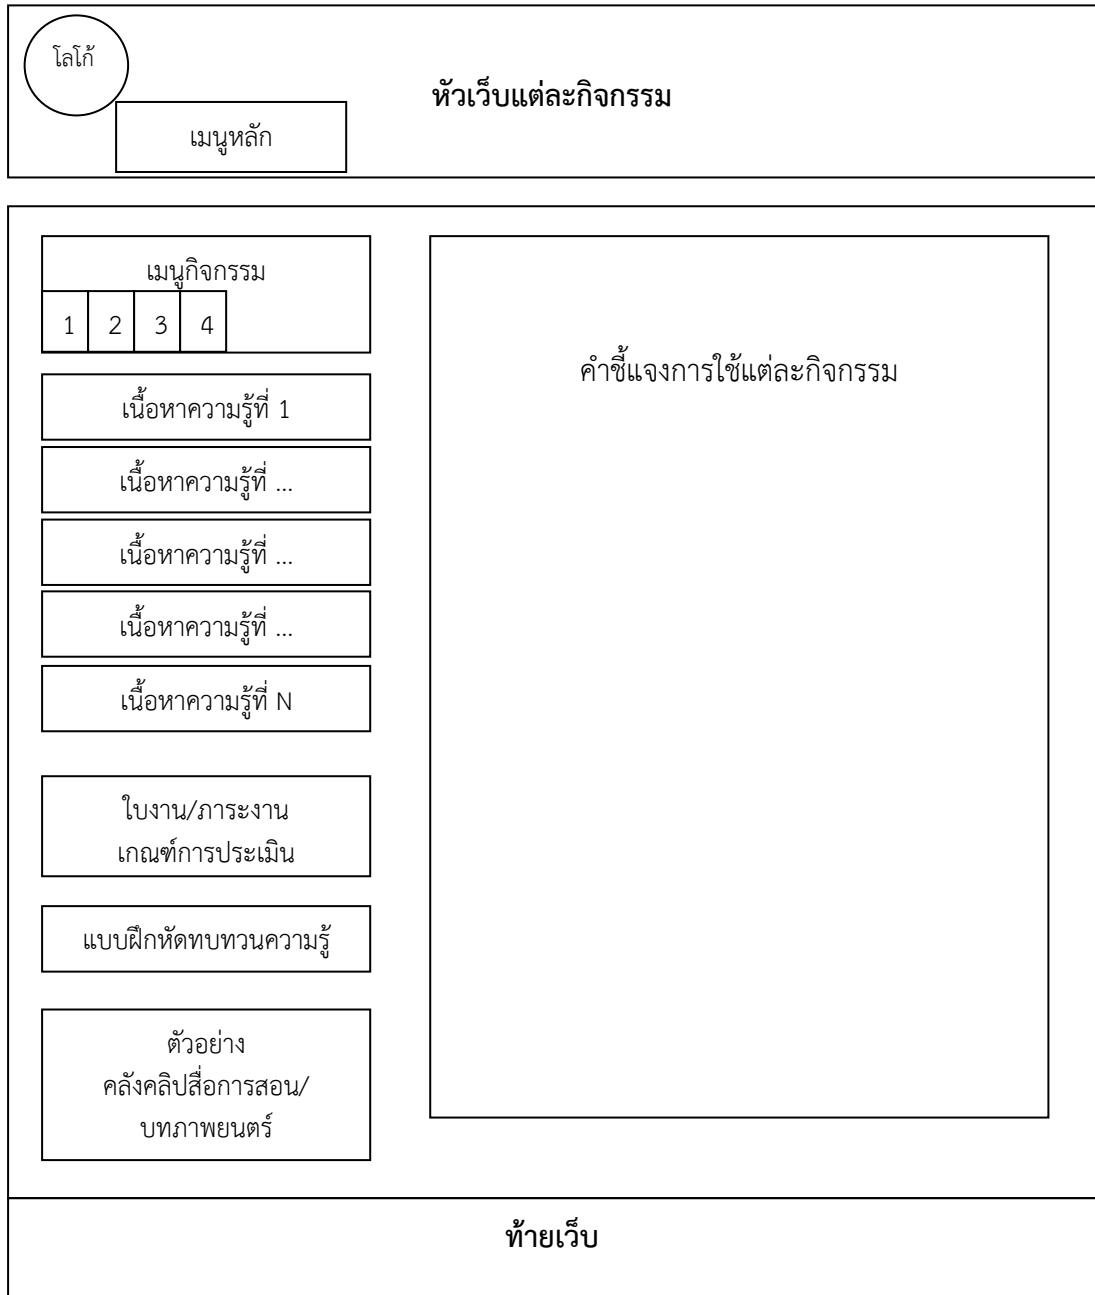 โลโก้
หัวเว็บแต่ละกิจกรรม
เมนูหลัก
เมนูกิจกรรม
1 2 3 4
คำชี้แจงการใช้แต่ละกิจกรรม
เนื้อหาความรู้ที่ 1
เนื้อหาความรู้ที่ ...
เนื้อหาความรู้ที่ ...
เนื้อหาความรู้ที่ ...
เนื้อหาความรู้ที่ N
ใบงาน/ภาระงาน
เกณฑ์การประเมิน
แบบฝึกหัดทบทวนความรู้
ตัวอย่าง
คลังคลิปสื่อการสอน/
บทภาพยนตร์
ท้ายเว็บ